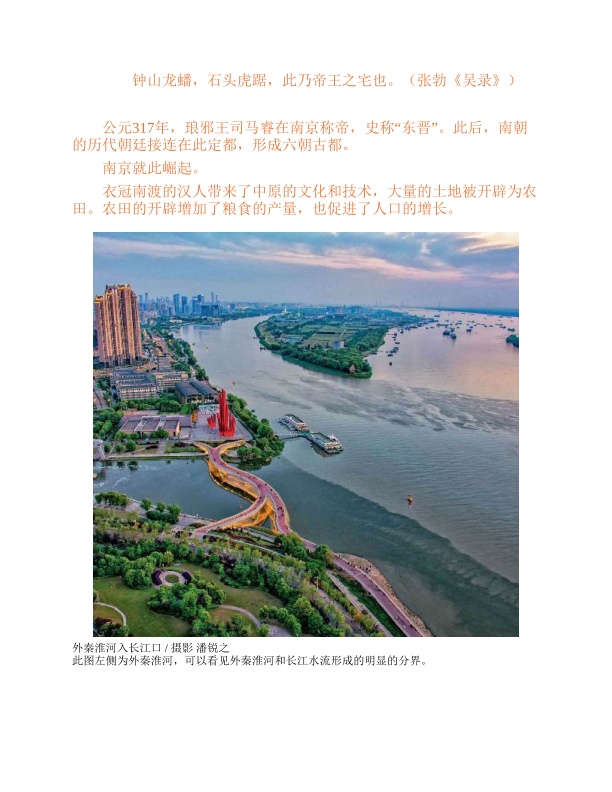 钟山龙蟠，石头虎踞，此乃帝王之宅也。（张勃《吴录》）
公元317年，琅邪王司马睿在南京称帝，史称“东晋”。此后，南朝
的历代朝廷接连在此定都，形成六朝古都。
南京就此崛起。
衣冠南渡的汉人带来了中原的文化和技术，大量的土地被开辟为农
田。农田的开辟增加了粮食的产量，也促进了人口的增长。
外秦淮河入长江口 / 摄影 潘锐之
此图左侧为外秦淮河，可以看见外秦淮河和长江水流形成的明显的分界。